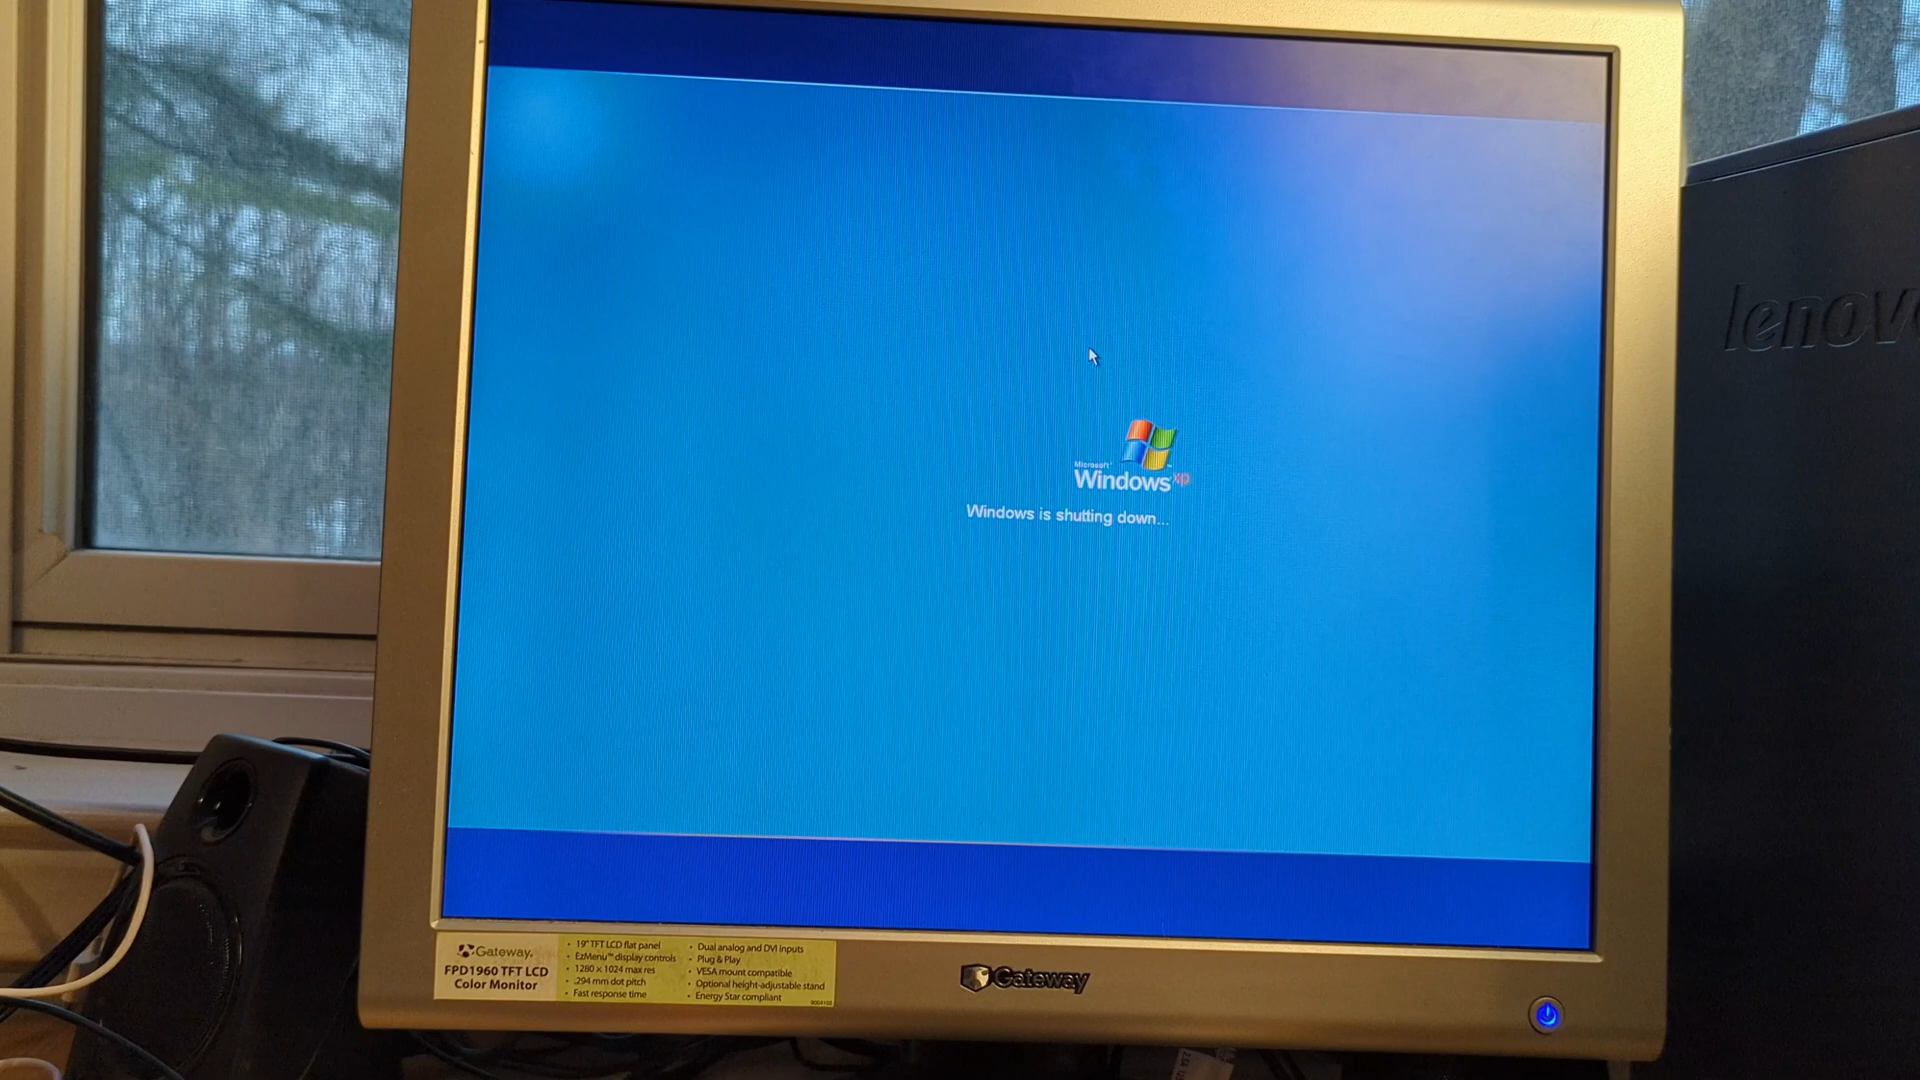 Microsoft
Windows xp
Windows is shutting down...
lenovo
Gateway.
FPD1960 TFT LCD
Color Monitor
• 19" TFT LCD flat panel
• EzMenu™ display controls
• 1280 x 1024 max res
• .294 mm dot pitch
• Fast response time
• Dual analog and DVI inputs
• Plug & Play
• VESA mount compatible
• Optional height-adjustable stand
• Energy Star compliant
Gateway